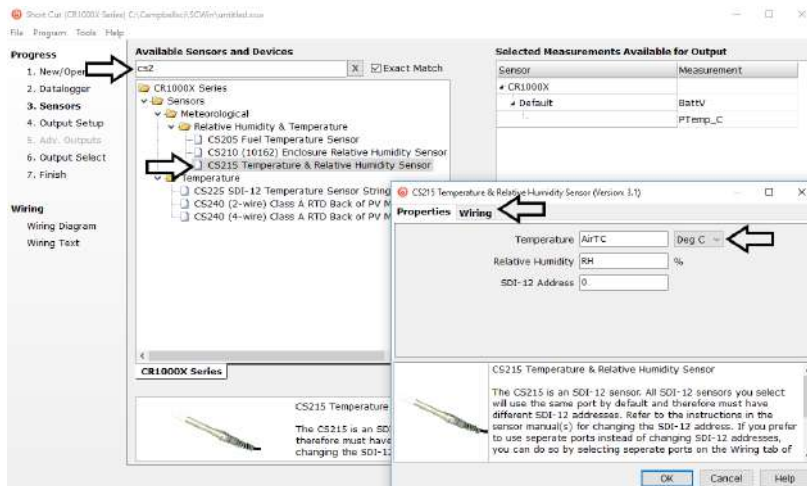 Short Cut (CR1000X Series) C:\Campbellsci\SCWin\untitled.scw
File Program Tools Help
Progress
1. New/Open
2. Datalogger
3. Sensors
4. Output Setup
5. Adv. Outputs
6. Output Select
7. Finish
Wiring
Wiring Diagram
Wiring Text
Available Sensors and Devices
cs2
X
Exact Match
CR1000X Series
Sensors
Meteorological
Relative Humidity & Temperature
CS205 Fuel Temperature Sensor
CS210 (10162) Enclosure Relative Humidity Sensor
CS215 Temperature & Relative Humidity Sensor
Temperature
CS225 SDI-12 Temperature Sensor String
CS240 (2-wire) Class A RTD Back of PV M
CS240 (4-wire) Class A RTD Back of PV M
CR1000X Series
CS215 Temperature
The CS215 is an SD
therefore must have
changing the SDI-12
Selected Measurements Available for Output
Sensor Measurement
CR1000X
Default BattV
PTemp_C
CS215 Temperature & Relative Humidity Sensor (Version: 3.1)
Properties Wiring
Temperature AirTC Deg C
Relative Humidity RH %
SDI-12 Address 0
CS215 Temperature & Relative Humidity Sensor
The CS215 is an SDI-12 sensor. All SDI-12 sensors you select
will use the same port by default and therefore must have
different SDI-12 addresses. Refer to the instructions in the
sensor manual(s) for changing the SDI-12 address. If you prefer
to use seperate ports instead of changing SDI-12 addresses,
you can do so by selecting seperate ports on the Wiring tab of
OK Cancel Help